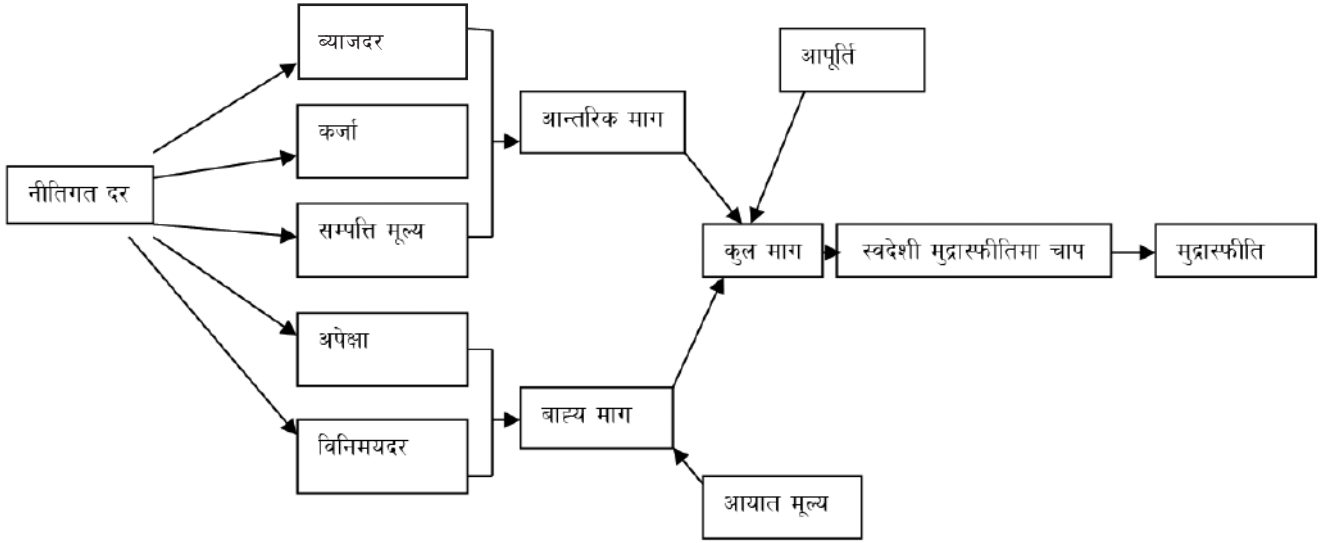 ब्याजदर
आपूर्ति
कर्जा
आन्तरिक माग
नीतिगत दर
सम्पत्ति मूल्य
कुल माग
स्वदेशी मुद्रास्फीतिमा चाप
मुद्रास्फीति
अपेक्षा
बाह्य माग
विनिमयदर
आयात मूल्य